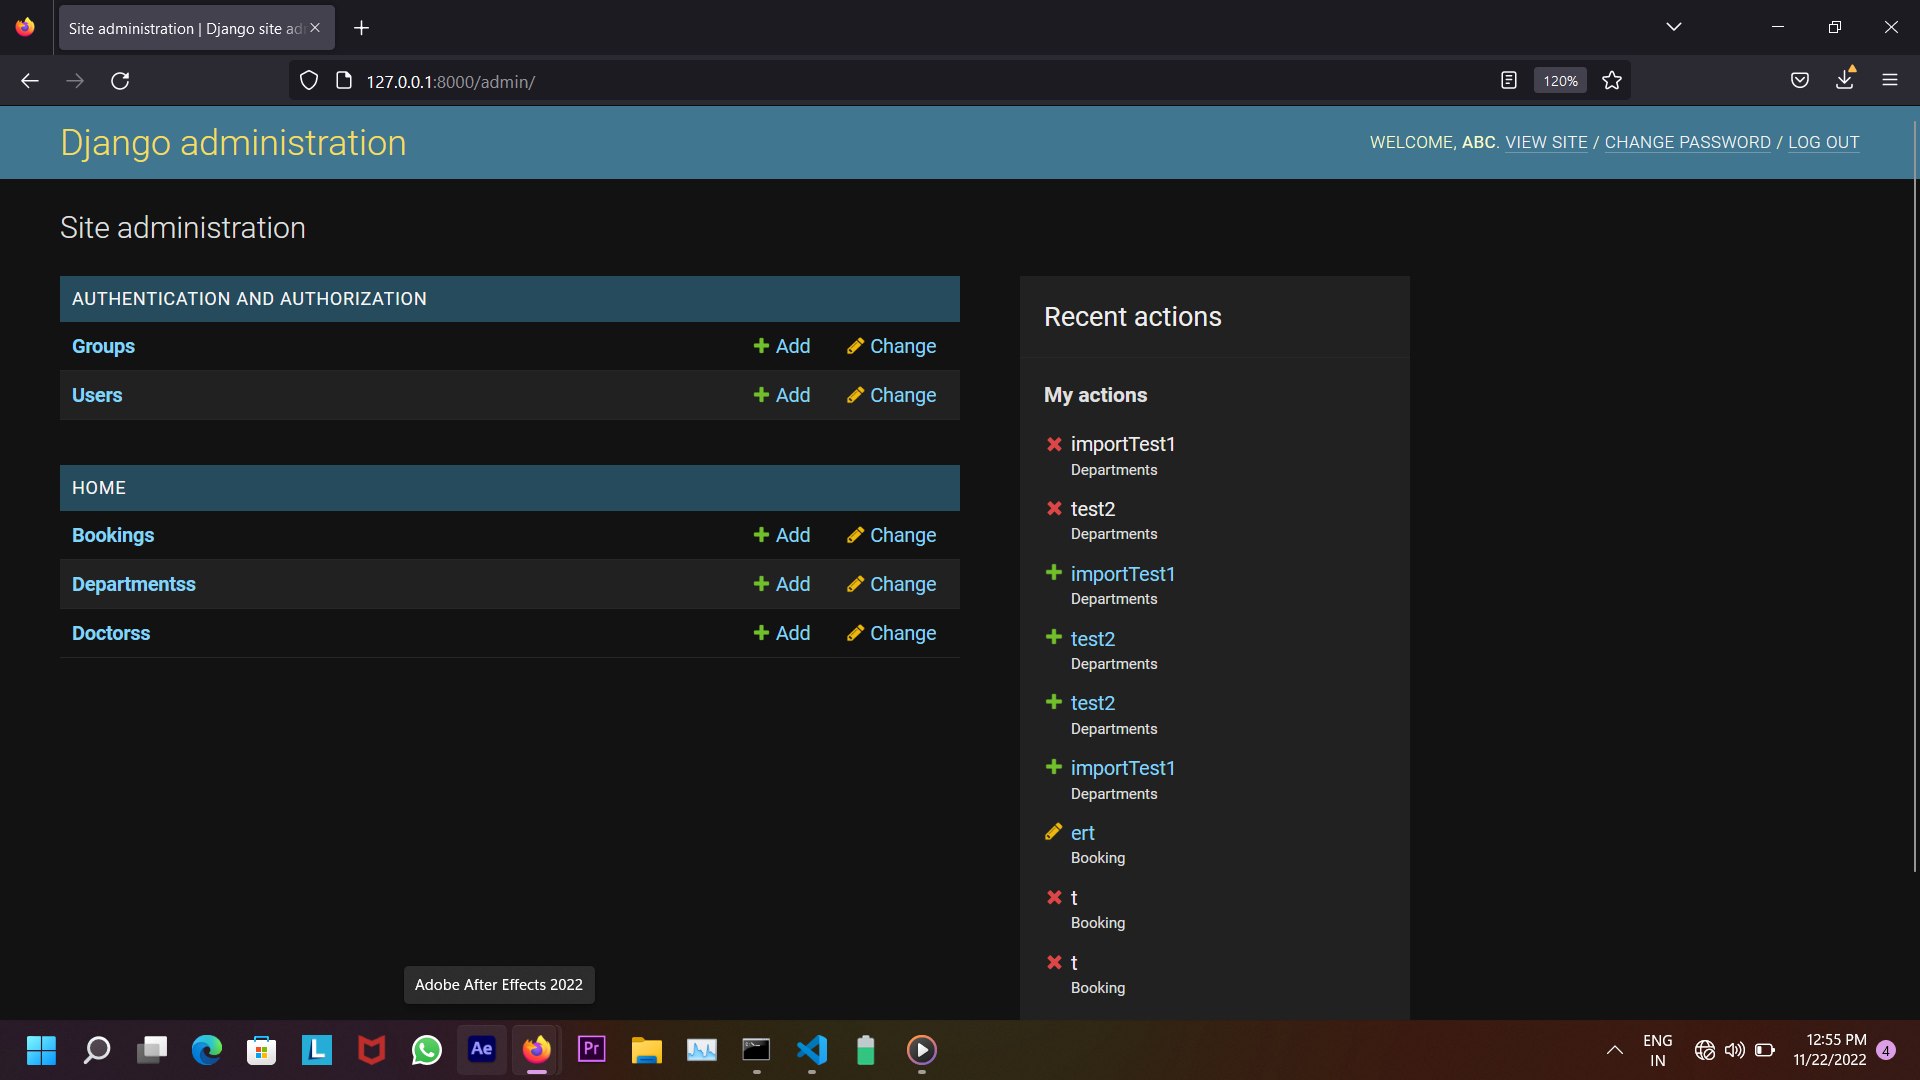 Site administration | Django site ad
127.0.0.1:8000/admin/
120%
Django administration
WELCOME, ABC. VIEW SITE / CHANGE PASSWORD / LOG OUT
Site administration
AUTHENTICATION AND AUTHORIZATION
Groups Add Change
Users Add Change
HOME
Bookings Add Change
Departmentss Add Change
Doctorss Add Change
Recent actions
My actions
importTest1
Departments
test2
Departments
importTest1
Departments
test2
Departments
test2
Departments
importTest1
Departments
ert
Booking
t
Booking
t
Booking
Adobe After Effects 2022
L
Ae
Pr
ENG
IN
12:55 PM
11/22/2022
4